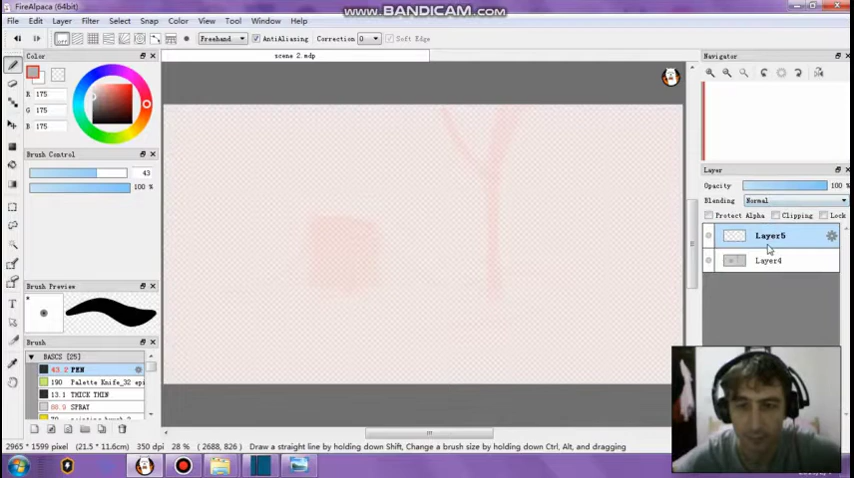 FireAlpaca (64bit)
www.BANDICAM.com
File Edit Layer Filter Select Snap Color View Tool Window Help
OFF Freehand AntiAliasing Correction 0 Soft Edge
Color
scene 2.mdp
Navigator
R 175
G 175
B 175
Brush Control
43
100 %
Layer
Opacity 100 %
Blending Normal
Protect Alpha Clipping Lock
Layer5
Layer4
Brush Preview
Brush
BASICS [25]
43.2 PEN
190 Palette Knife_32 epi
13.1 THICK THIN
SPRAY
2965 * 1599 pixel (21.5 * 11.6cm) 350 dpi 28 % (2688, 826) Draw a straight line by holding down Shift, Change a brush size by holding down Ctrl, Alt, and dragging